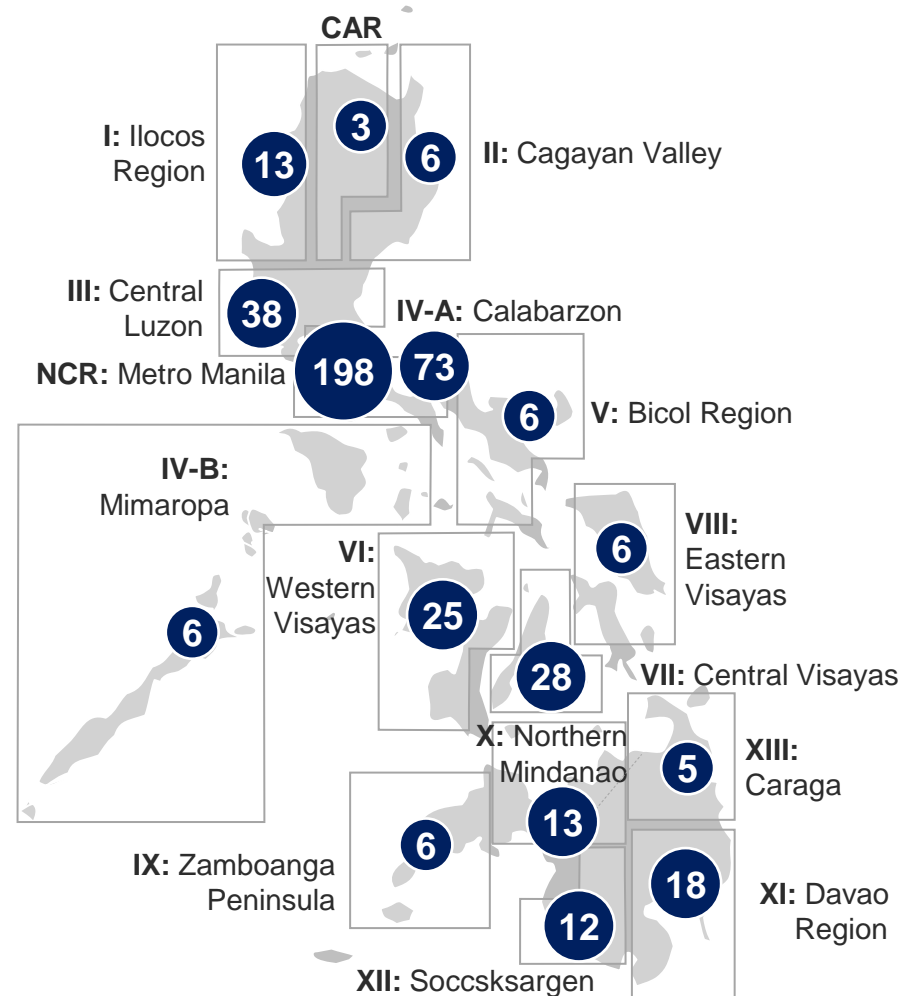 CAR
3
I: Ilocos
Region
13
6
II: Cagayan Valley
III: Central
Luzon
38
IV-A: Calabarzon
NCR: Metro Manila
198
73
6
V: Bicol Region
IV-B:
Mimaropa
6
VI:
Western
Visayas
25
6
VIII:
Eastern
Visayas
28
VII: Central Visayas
X: Northern
Mindanao
13
5
XIII:
Caraga
6
IX: Zamboanga
Peninsula
18
XI: Davao
Region
12
XII: Soccsksargen